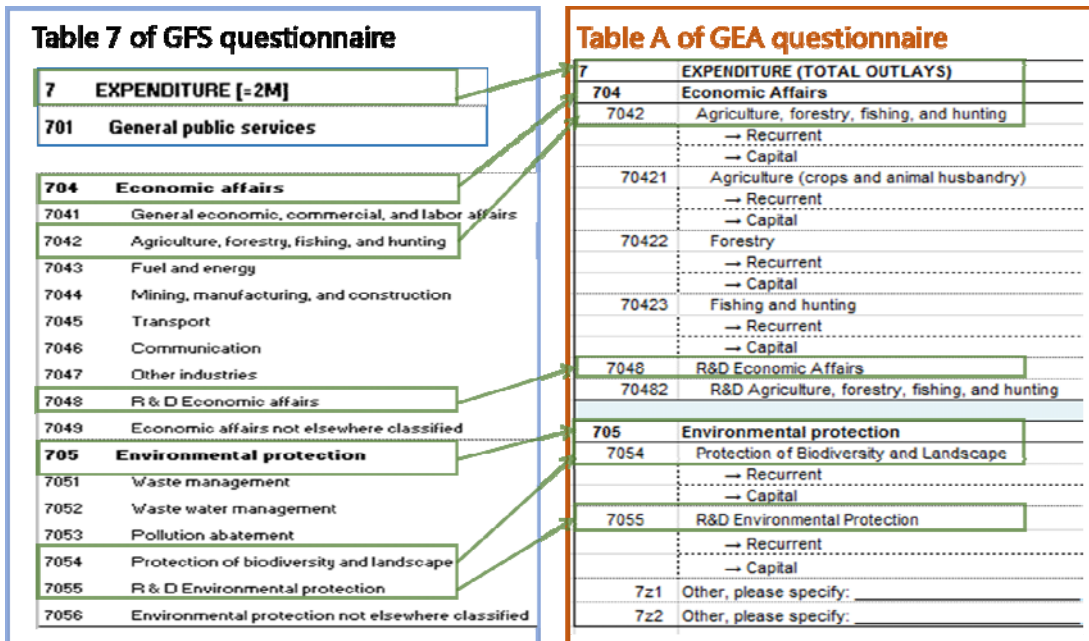 Table 7 of GFS questionnaire
7 EXPENDITURE [=2M]
701 General public services
704 Economic affairs
7041 General economic, commercial, and labor affairs
7042 Agriculture, forestry, fishing, and hunting
7043 Fuel and energy
7044 Mining, manufacturing, and construction
7045 Transport
7046 Communication
7047 Other industries
7048 R & D Economic affairs
7049 Economic affairs not elsewhere classified
705 Environmental protection
7051 Waste management
7052 Waste water management
7053 Pollution abatement
7054 Protection of biodiversity and landscape
7055 R & D Environmental protection
7056 Environmental protection not elsewhere classified
Table A of GEA questionnaire
7 EXPENDITURE (TOTAL OUTLAYS)
704 Economic Affairs
7042 Agriculture, forestry, fishing, and hunting
→ Recurrent
→ Capital
70421 Agriculture (crops and animal husbandry)
→ Recurrent
→ Capital
70422 Forestry
→ Recurrent
→ Capital
70423 Fishing and hunting
→ Recurrent
→ Capital
7048 R&D Economic Affairs
70482 R&D Agriculture, forestry, fishing, and hunting
705 Environmental protection
7054 Protection of Biodiversity and Landscape
→ Recurrent
→ Capital
7055 R&D Environmental Protection
→ Recurrent
→ Capital
7z1 Other, please specify: ____________________
7z2 Other, please specify: ____________________